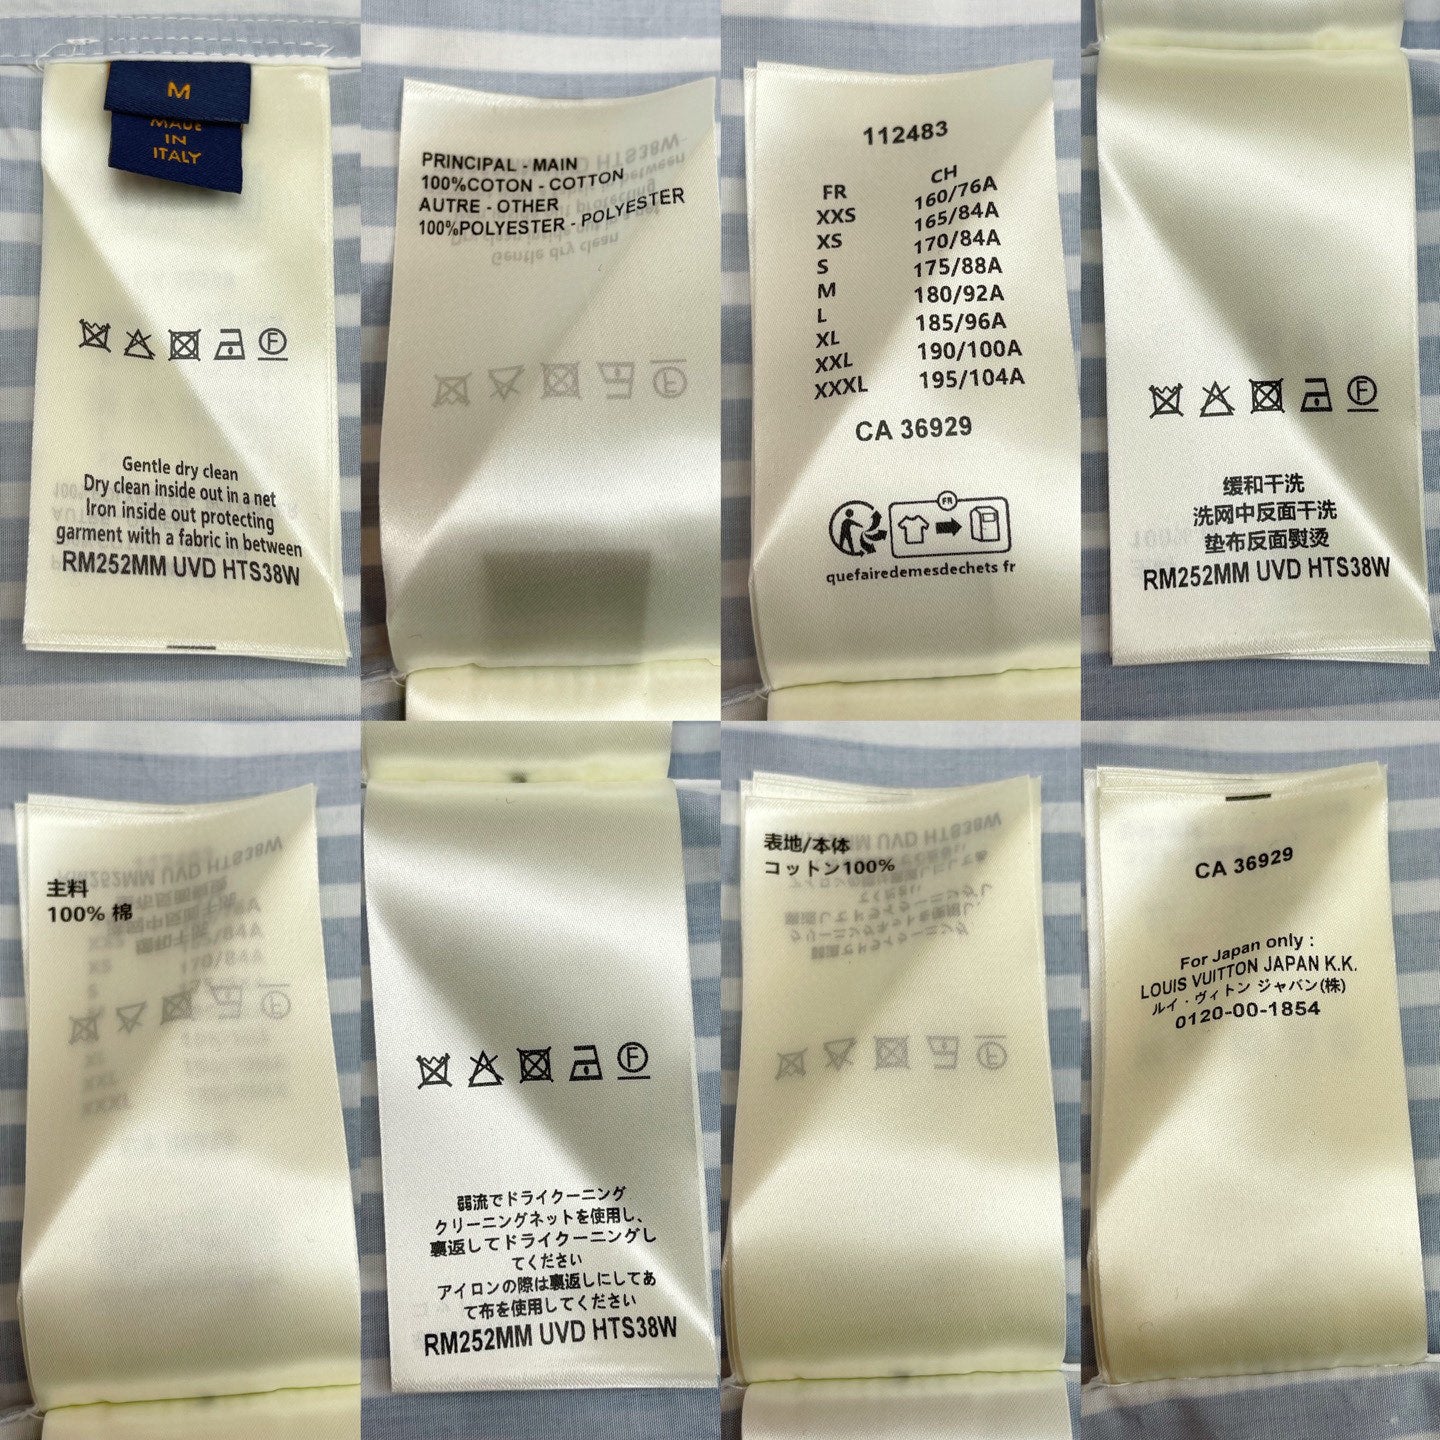 M
MADE
IN
ITALY
F
Gentle dry clean
Dry clean inside out in a net
Iron inside out protecting
garment with a fabric in between
RM252MM UVD HTS38W
PRINCIPAL - MAIN
100%COTON - COTTON
AUTRE - OTHER
100%POLYESTER - POLYESTER
112483
FR CH
XXS 160/76A
XS 165/84A
S 170/84A
M 175/88A
L 180/92A
XL 185/96A
XXL 190/100A
XXXL 195/104A
CA 36929
FR
quefairedemesdechets fr
F
缓和干洗
洗网中反面干洗
垫布反面熨烫
RM252MM UVD HTS38W
主料
100% 棉
F
弱流でドライクーニング
クリーニングネットを使用し、
裏返してドライクーニングし
てください
アイロンの際は裏返しにしてあ
て布を使用してください
RM252MM UVD HTS38W
表地/本体
コットン100%
CA 36929
For Japan only :
LOUIS VUITTON JAPAN K.K.
ルイ・ヴィトン ジャパン(株)
0120-00-1854